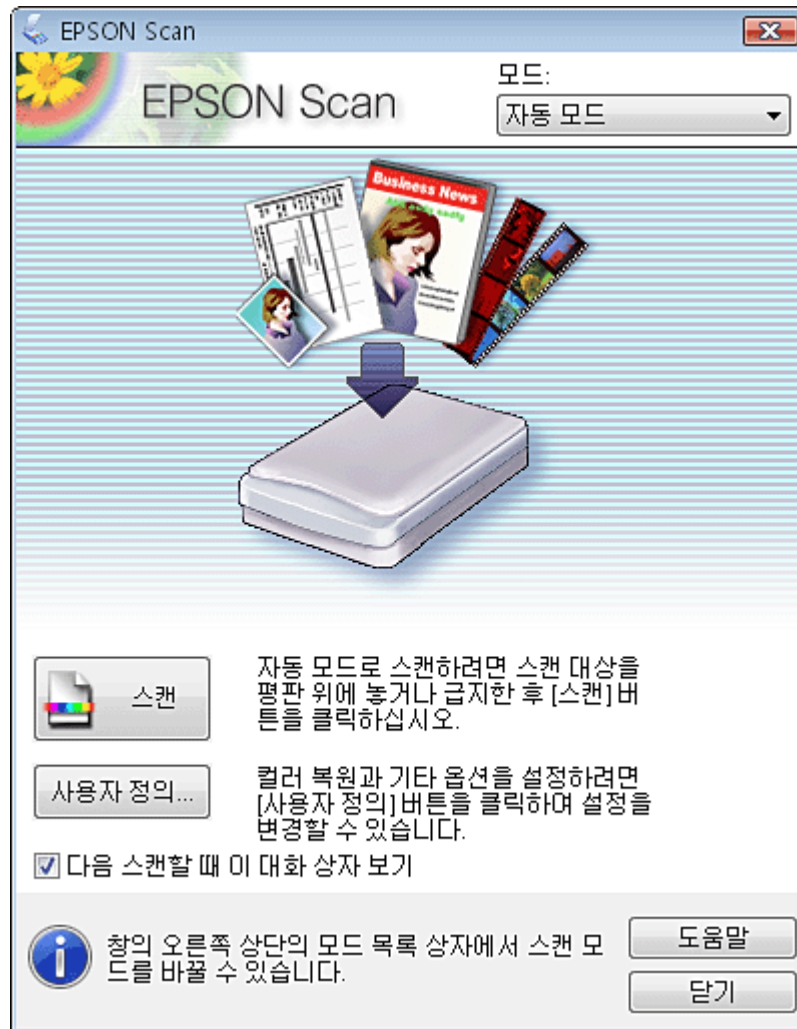 EPSON Scan
EPSON Scan
모드:
자동 모드
Business News
스캔
자동 모드로 스캔하려면 스캔 대상을
평판 위에 놓거나 급지한 후 [스캔] 버
튼을 클릭하십시오.
사용자 정의...
컬러 복원과 기타 옵션을 설정하려면
[사용자 정의] 버튼을 클릭하여 설정을
변경할 수 있습니다.
다음 스캔할 때 이 대화 상자 보기
창의 오른쪽 상단의 모드 목록 상자에서 스캔 모
드를 바꿀 수 있습니다.
도움말
닫기